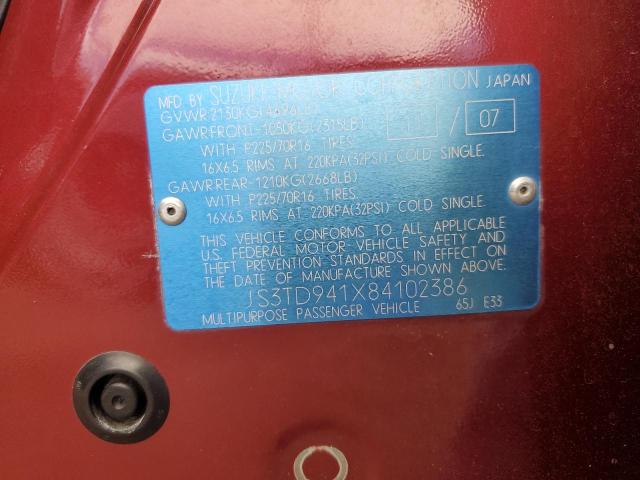 MFD BY SUZUKI MOTOR CORPORATION JAPAN
GVWR 2130KG(4696LB)
GAWR FRONT-1050KG(2315LB) 11 / 07
WITH P225/70R16 TIRES
16X6.5 RIMS AT 220KPA(32PSI) COLD SINGLE.
GAWR REAR-1210KG(2668LB)
WITH P225/70R16 TIRES
16X6.5 RIMS AT 220KPA(32PSI) COLD SINGLE.
THIS VEHICLE CONFORMS TO ALL APPLICABLE
U.S. FEDERAL MOTOR VEHICLE SAFETY AND
THEFT PREVENTION STANDARDS IN EFFECT ON
THE DATE OF MANUFACTURE SHOWN ABOVE.
JS3TD941X84102386
MULTIPURPOSE PASSENGER VEHICLE 65J E33